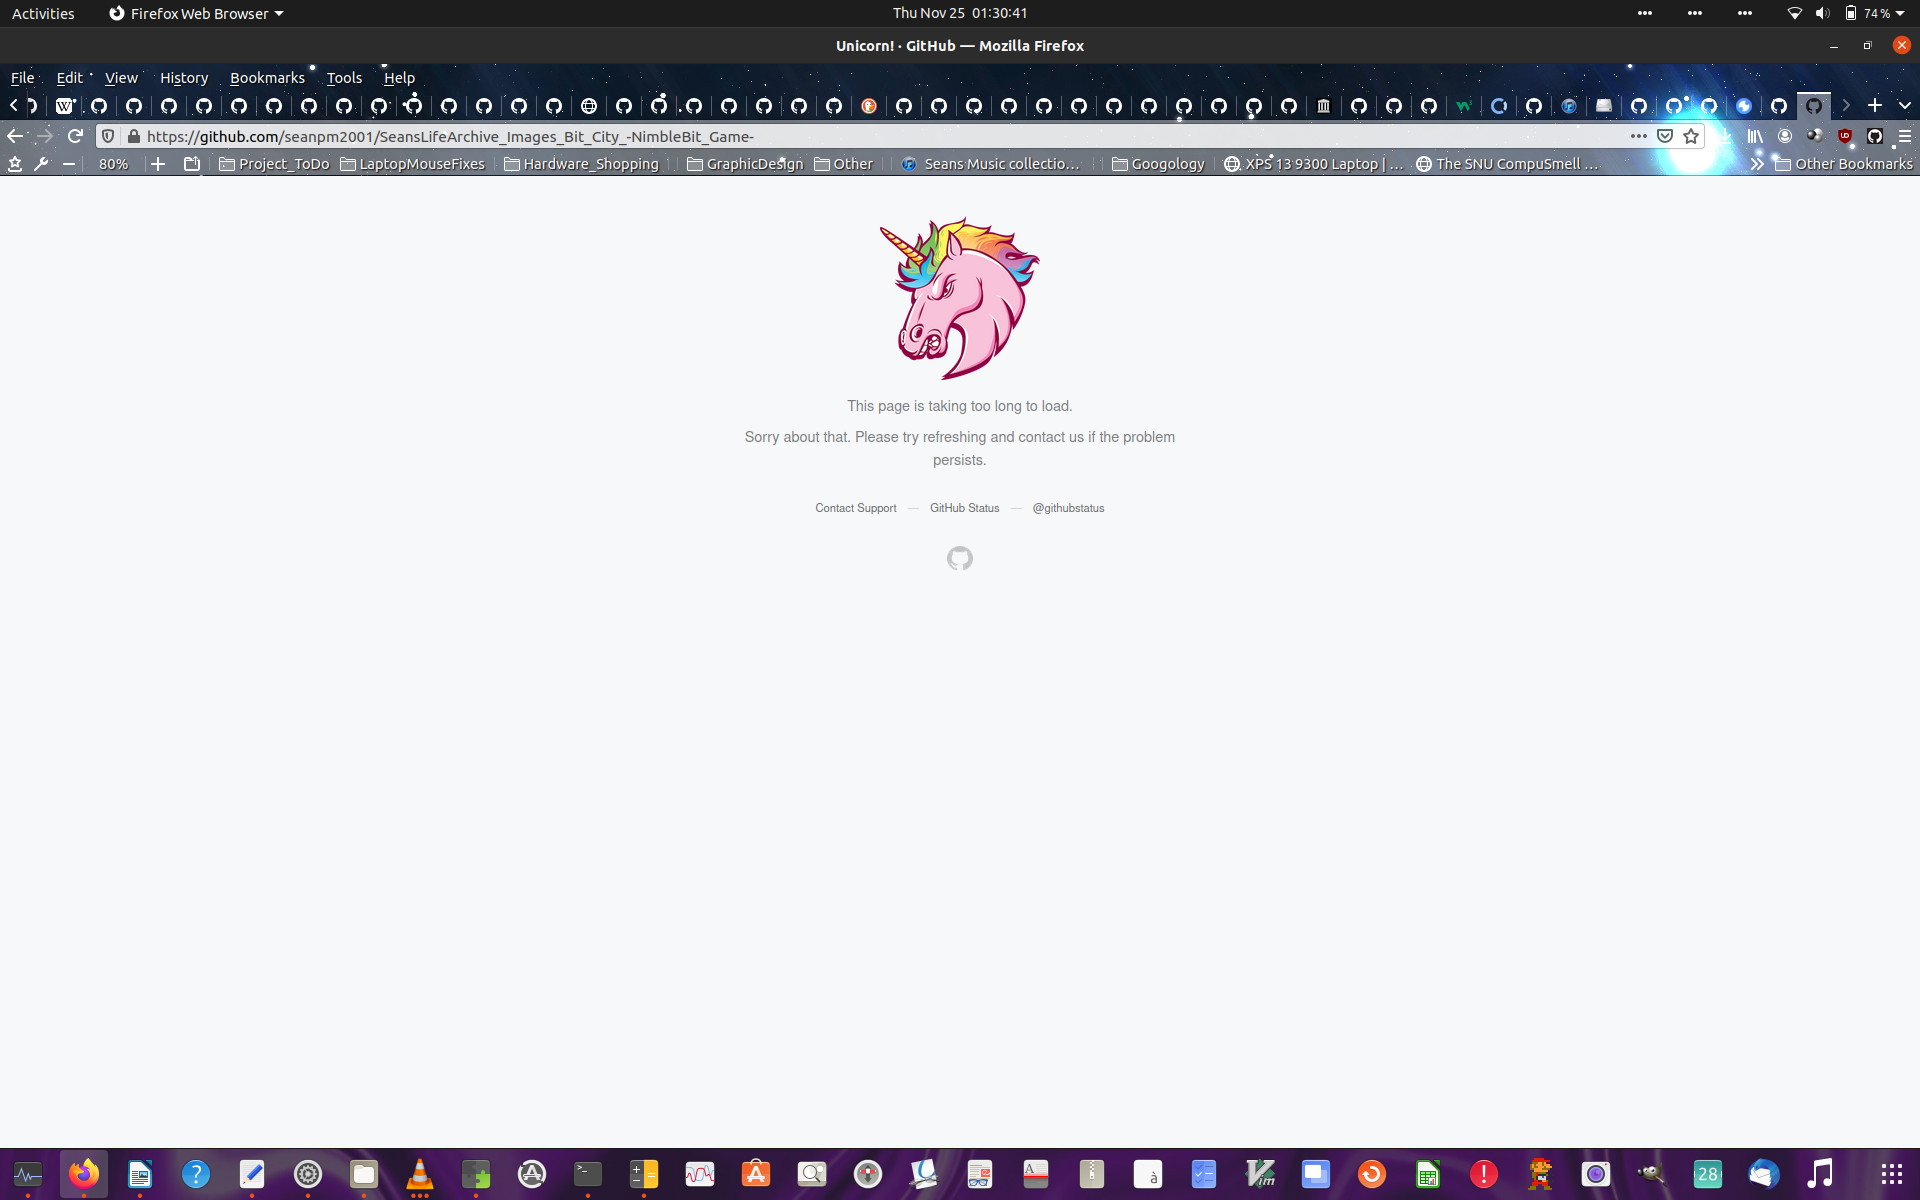 Activities
Firefox Web Browser
Thu Nov 25 01:30:41
74 %
Unicorn! · GitHub — Mozilla Firefox
File Edit View History Bookmarks Tools Help
https://github.com/seanpm2001/SeansLifeArchive_Images_Bit_City_-NimbleBit_Game-
80%
Project_ToDo
LaptopMouseFixes
Hardware_Shopping
GraphicDesign
Other
Seans Music collectio...
Googology
XPS 13 9300 Laptop | ...
The SNU CompuSmell ...
Other Bookmarks
This page is taking too long to load.
Sorry about that. Please try refreshing and contact us if the problem
persists.
Contact Support — GitHub Status — @githubstatus
28